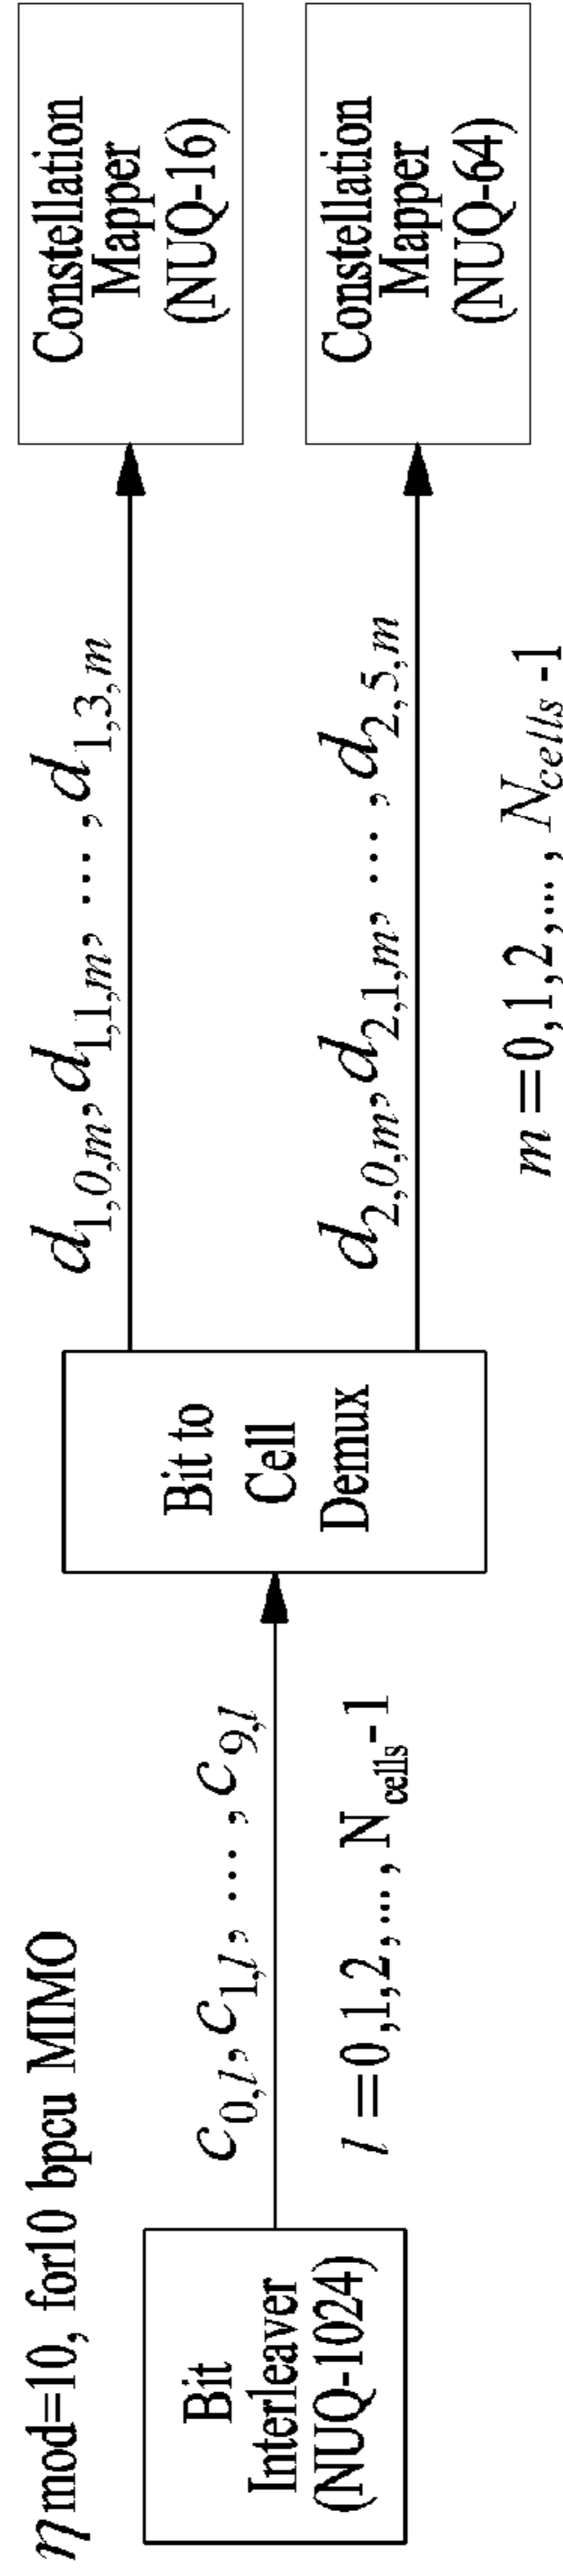 ηmod=10, for10 bpcu MIMO
Bit
Interleaver
(NUQ-1024)
c0,l, c1,l, ... , c9,l
l =0,1,2,... , Ncells-1
Bit to
Cell
Demux
d1,0,m, d1,1,m, ... , d1,3,m
d2,0,m, d2,1,m, ... , d2,5,m
m =0,1,2,... , Ncells -1
Constellation
Mapper
(NUQ-16)
Constellation
Mapper
(NUQ-64)